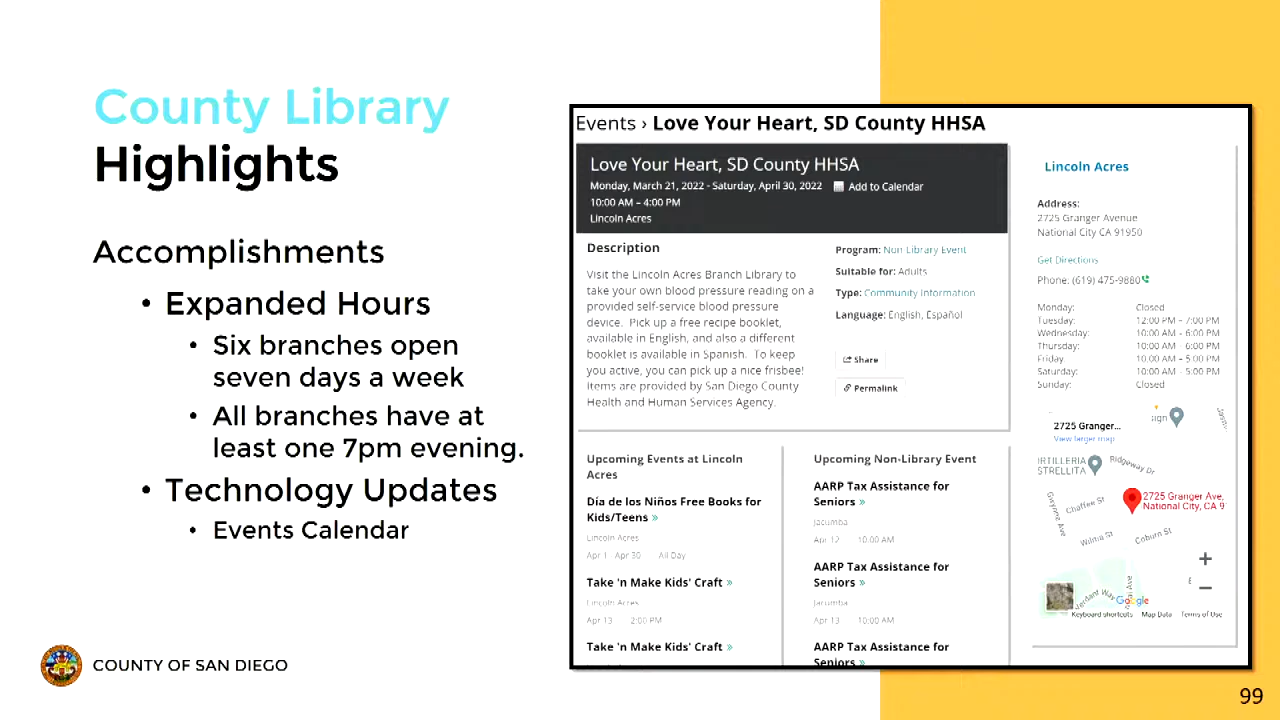 County Library
Highlights
Accomplishments
• Expanded Hours
• Six branches open
seven days a week
• All branches have at
least one 7pm evening.
• Technology Updates
• Events Calendar
COUNTY OF SAN DIEGO
Events › Love Your Heart, SD County HHSA
Love Your Heart, SD County HHSA
Monday, March 21, 2022 - Saturday, April 30, 2022 Add to Calendar
10:00 AM – 4:00 PM
Lincoln Acres
Description
Visit the Lincoln Acres Branch Library to
take your own blood pressure reading on a
provided self-service blood pressure
device. Pick up a free recipe booklet,
available in English, and also a different
booklet is available in Spanish. To keep
you active, you can pick up a nice frisbee!
Items are provided by San Diego County
Health and Human Services Agency.
Program: Non Library Event
Suitable for: Adults
Type: Community Information
Language: English, Español
Share
Permalink
Upcoming Events at Lincoln
Acres
Día de los Niños Free Books for
Kids/Teens »
Lincoln Acres
Apr 1 - Apr 30 All Day
Take 'n Make Kids' Craft »
Lincoln Acres
Apr 13 2:00 PM
Take 'n Make Kids' Craft »
Upcoming Non-Library Event
AARP Tax Assistance for
Seniors »
Jacumba
Apr 12 10:00 AM
AARP Tax Assistance for
Seniors »
Jacumba
Apr 13 10:00 AM
AARP Tax Assistance for
Seniors »
Lincoln Acres
Address:
2725 Granger Avenue
National City CA 91950
Get Directions
Phone: (619) 475-9880
Monday: Closed
Tuesday: 12:00 PM – 7:00 PM
Wednesday: 10:00 AM – 6:00 PM
Thursday: 10:00 AM – 6:00 PM
Friday: 10:00 AM – 5:00 PM
Saturday: 10:00 AM – 5:00 PM
Sunday: Closed
2725 Granger...
View larger map
ign
IRTILLERIA
STRELLITA
Ridgeway Dr
Chaffee St
Gwynne Ave
2725 Granger Ave,
National City, CA 9
Wilma St
Coburn St
+
−
Verdant Way
Google
Keyboard shortcuts Map Data Terms of Use
99